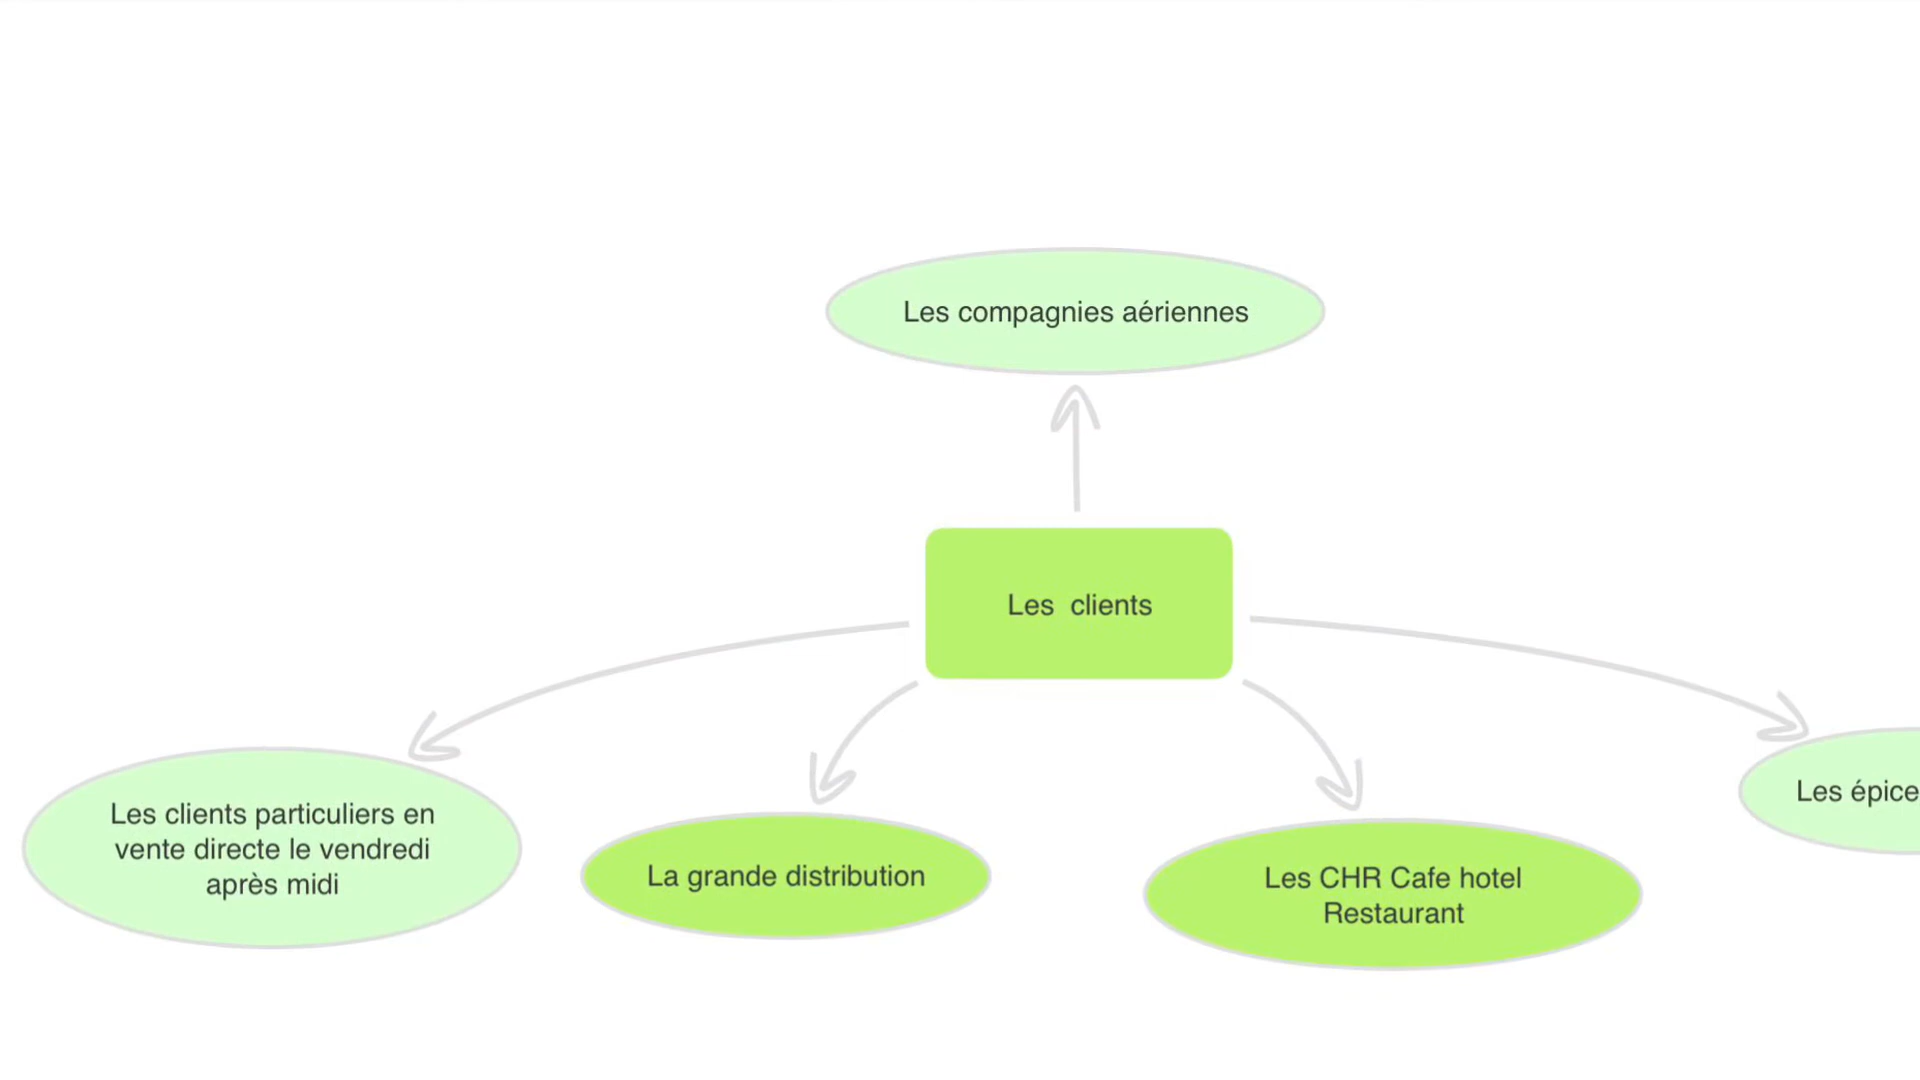 Les compagnies aériennes
Les  clients
Les clients particuliers en
vente directe le vendredi
après midi
La grande distribution
Les CHR Cafe hotel
Restaurant
Les